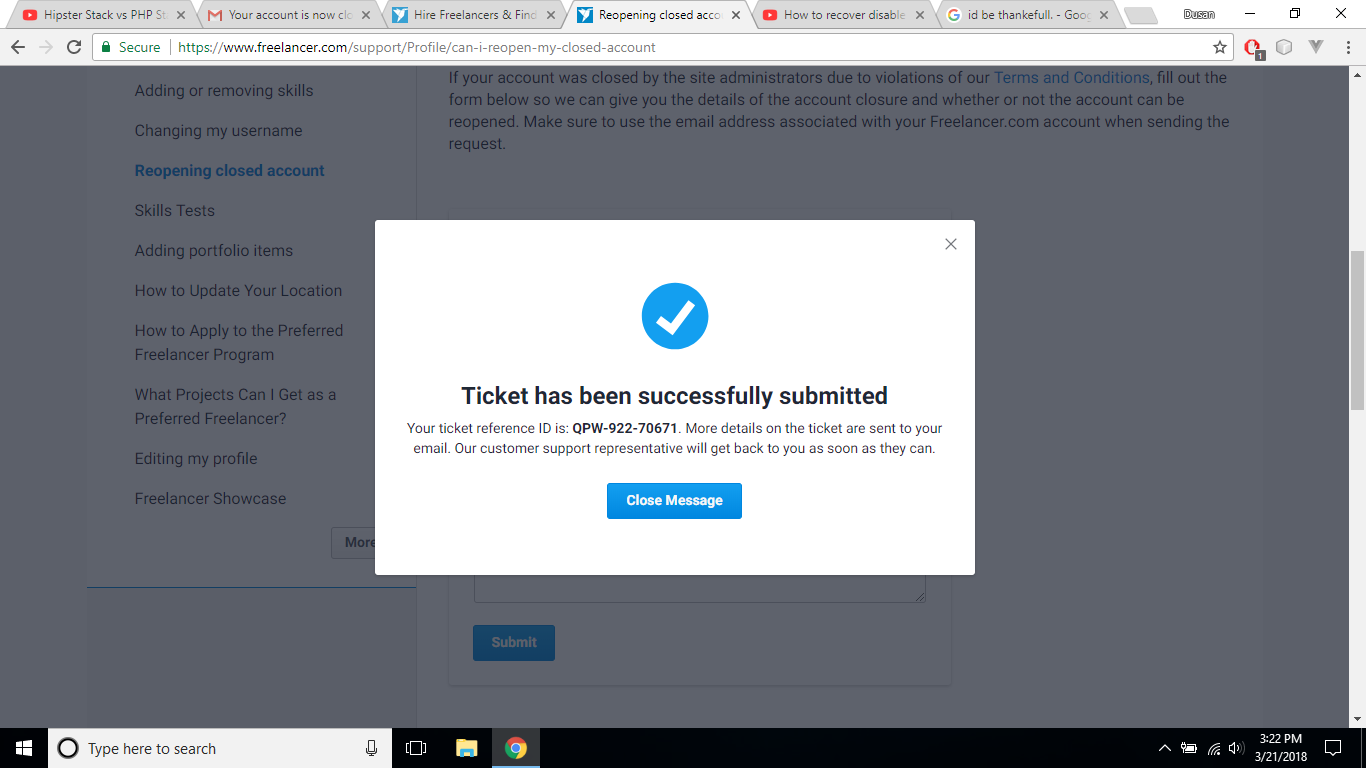 Hipster Stack vs PHP St
Your account is now clo
Hire Freelancers & Find
Reopening closed acco
How to recover disable
id be thankefull. - Goog
Dusan
Secure
https://www.freelancer.com/support/Profile/can-i-reopen-my-closed-account
1
If your account was closed by the site administrators due to violations of our Terms and Conditions, fill out the
form below so we can give you the details of the account closure and whether or not the account can be
reopened. Make sure to use the email address associated with your Freelancer.com account when sending the
request.
Adding or removing skills
Changing my username
Reopening closed account
Skills Tests
Adding portfolio items
How to Update Your Location
How to Apply to the Preferred
Freelancer Program
What Projects Can I Get as a
Preferred Freelancer?
Editing my profile
Freelancer Showcase
More
Ticket has been successfully submitted
Your ticket reference ID is: QPW-922-70671. More details on the ticket are sent to your
email. Our customer support representative will get back to you as soon as they can.
Close Message
Submit
Type here to search
3:22 PM
3/21/2018